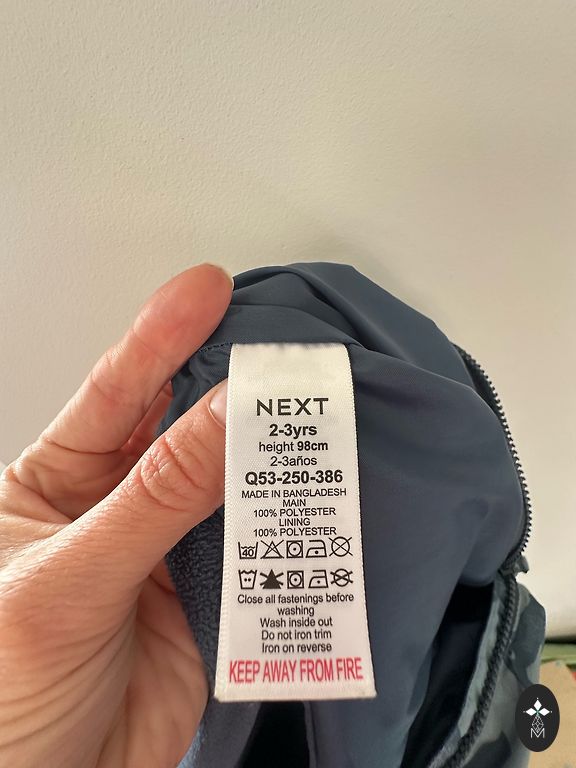 NEXT
2-3yrs
height 98cm
2-3años
Q53-250-386
MADE IN BANGLADESH
MAIN
100% POLYESTER
LINING
100% POLYESTER
40
Close all fastenings before
washing
Wash inside out
Do not iron trim
Iron on reverse
KEEP AWAY FROM FIRE
M